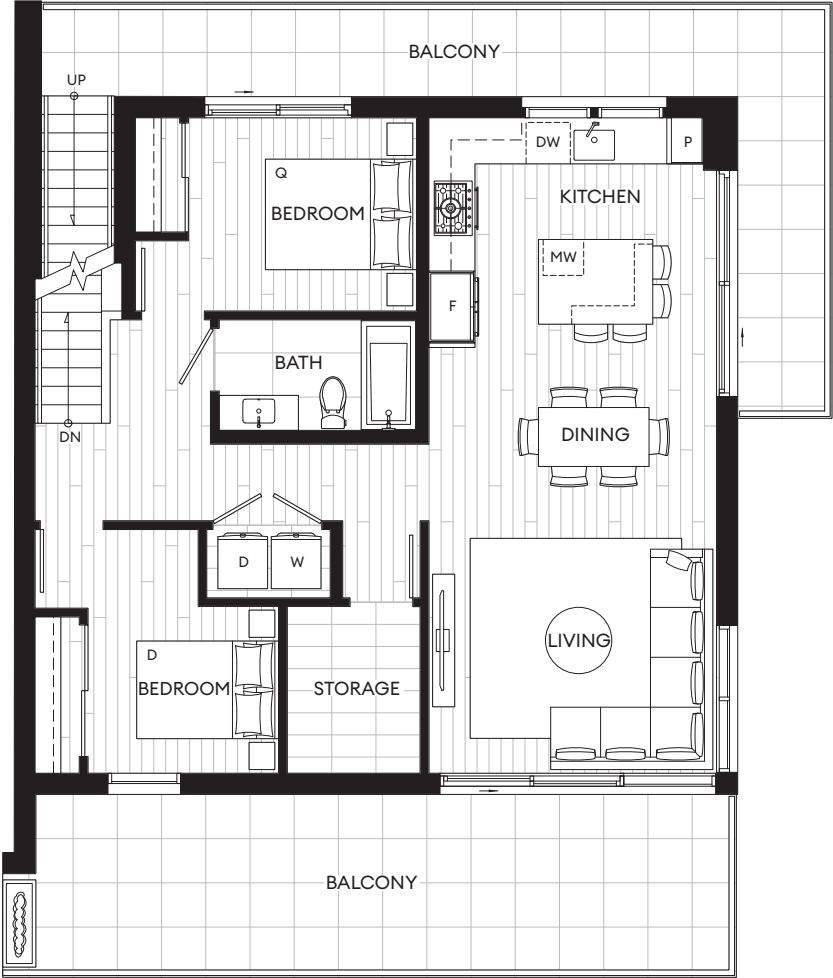 BALCONY
UP
DW
P
Q
KITCHEN
BEDROOM
MW
F
BATH
DINING
DN
D
W
LIVING
D
BEDROOM
STORAGE
BALCONY